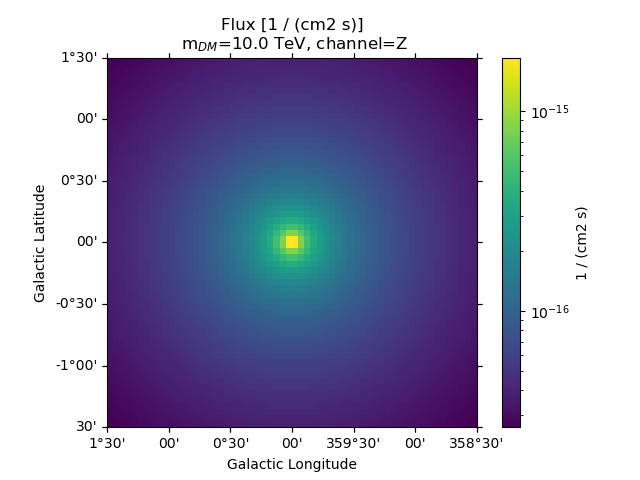 Flux [1 / (cm2 s)]
m_{DM}=10.0 TeV, channel=Z
1°30'
00'
0°30'
00'
-0°30'
-1°00'
30'
Galactic Latitude
1°30' 00' 0°30' 00' 359°30' 00' 358°30'
Galactic Longitude
10^{-15}
10^{-16}
1 / (cm2 s)